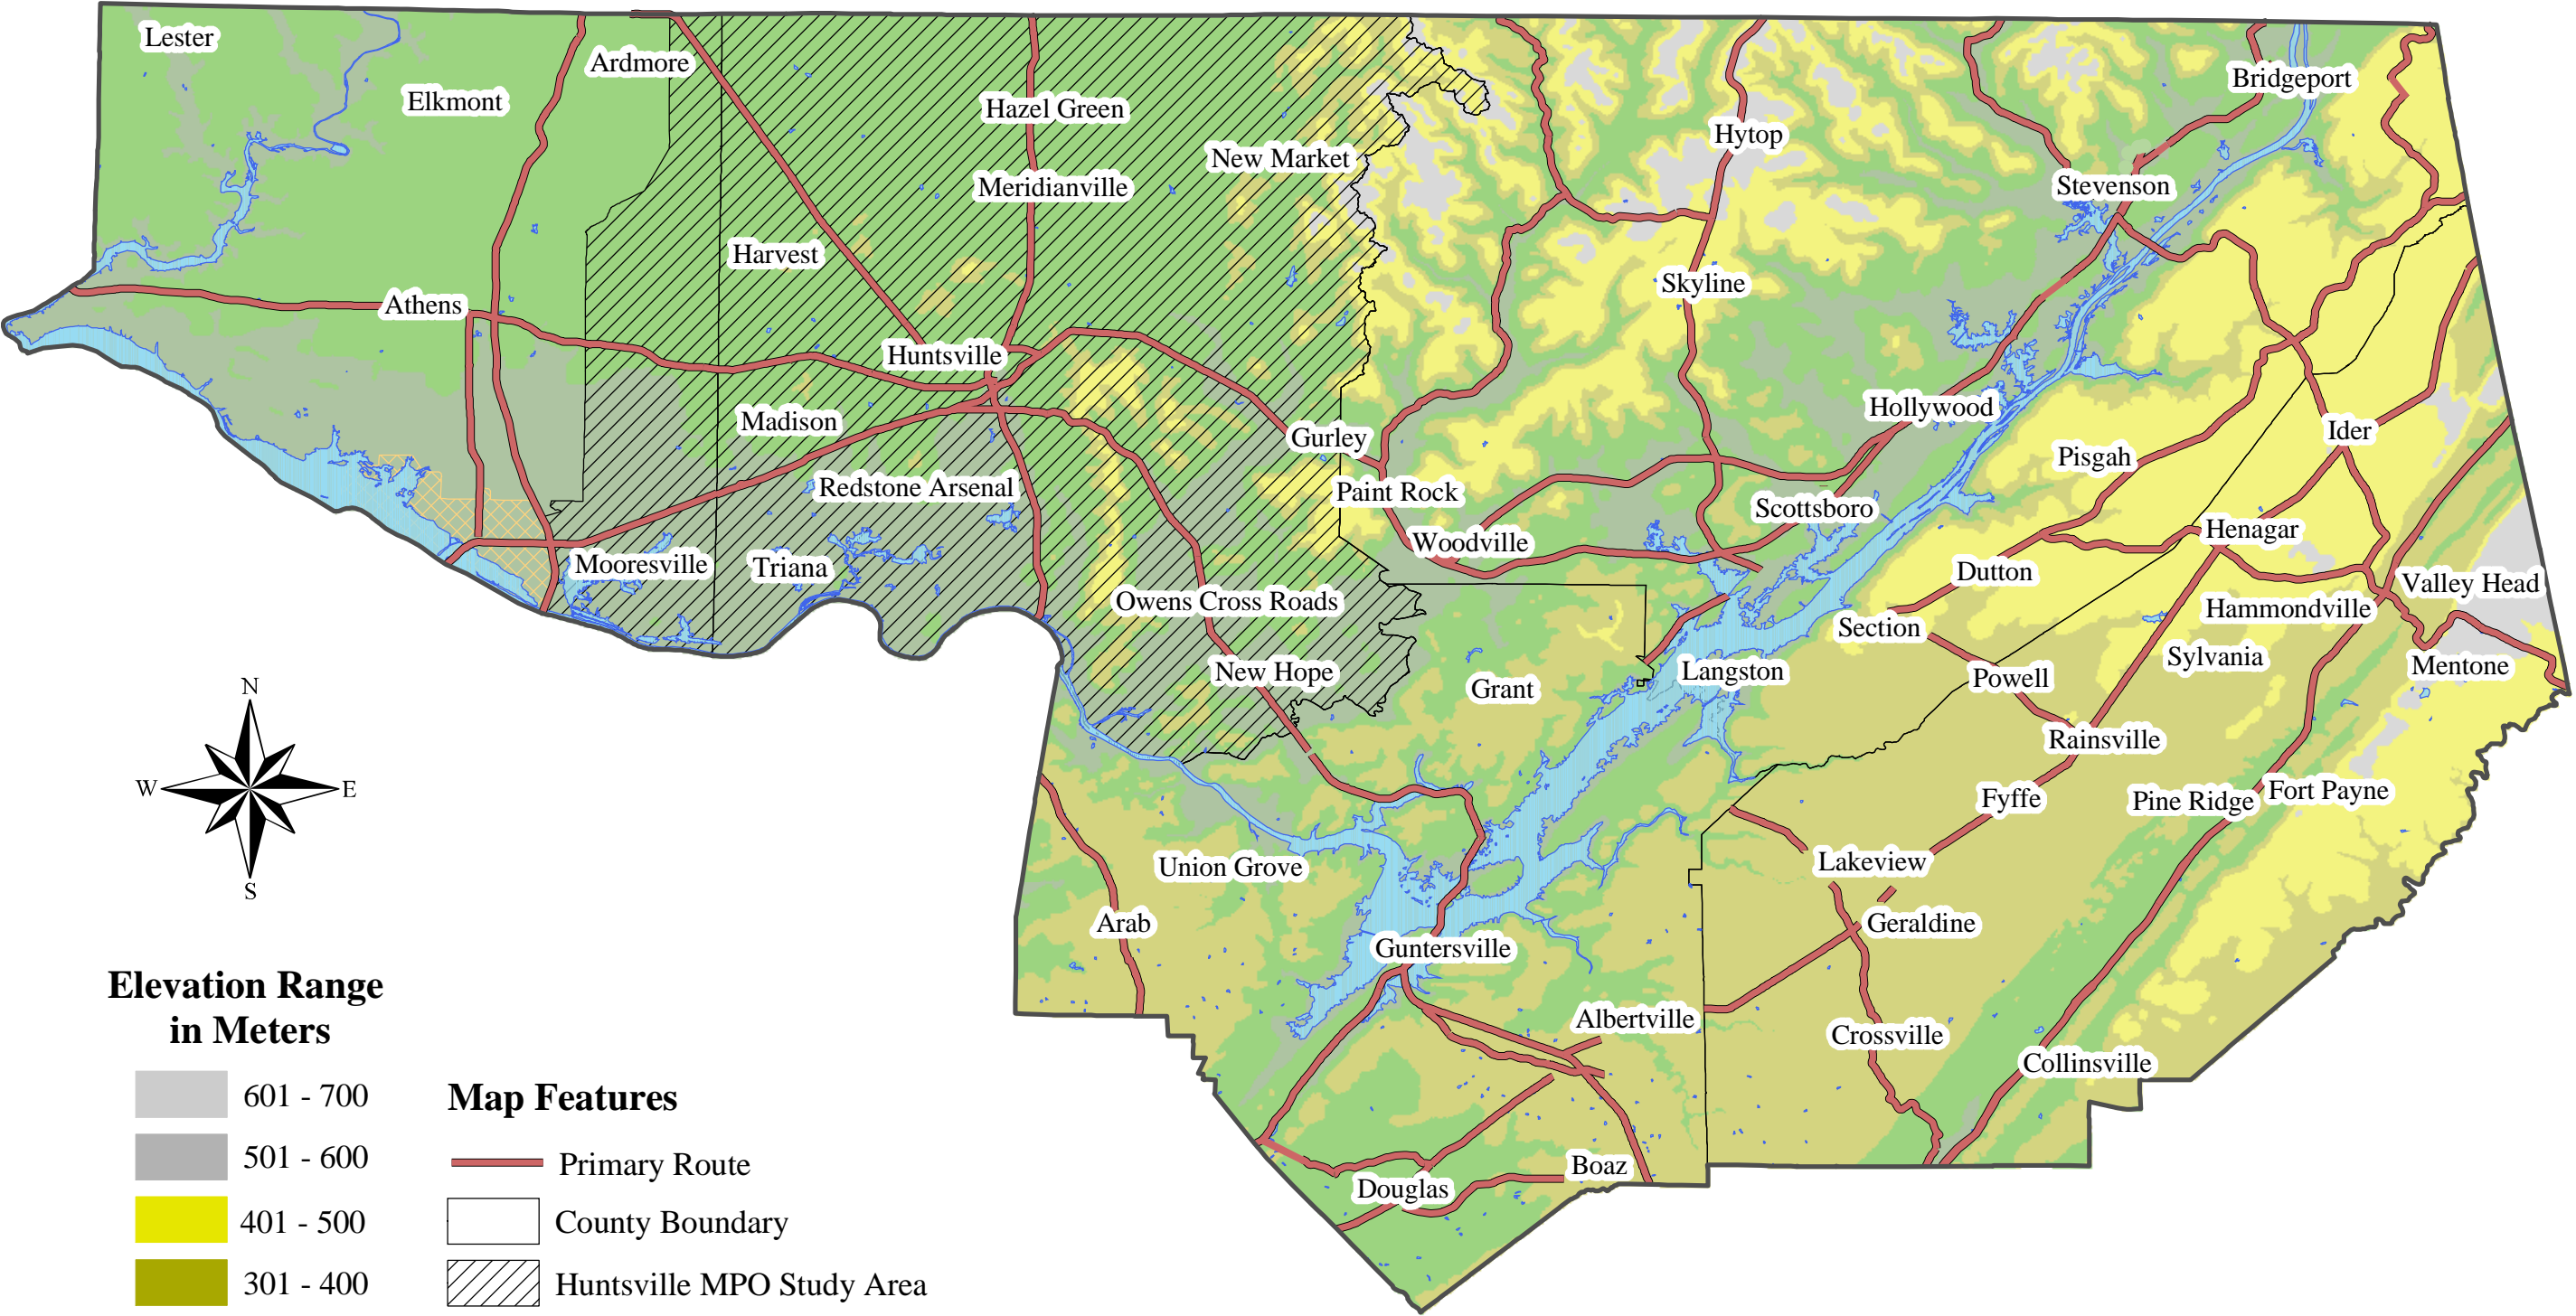 Lester
Ardmore
Elkmont
Hazel Green
Bridgeport
Hytop
New Market
Meridianville
Stevenson
Harvest
Skyline
Athens
Huntsville
Hollywood
Madison
Gurley
Ider
Pisgah
Redstone Arsenal
Paint Rock
Scottsboro
Woodville
Henagar
Mooresville
Triana
Dutton
Valley Head
Owens Cross Roads
Hammondville
Section
Sylvania
Mentone
New Hope
Langston
Powell
Grant
Rainsville
Fyffe
Pine Ridge
Fort Payne
Union Grove
Lakeview
Arab
Geraldine
Guntersville
Albertville
Crossville
Collinsville
Boaz
Douglas
N
W
E
S
Elevation Range
in Meters
601 - 700
501 - 600
401 - 500
301 - 400
Map Features
Primary Route
County Boundary
Huntsville MPO Study Area